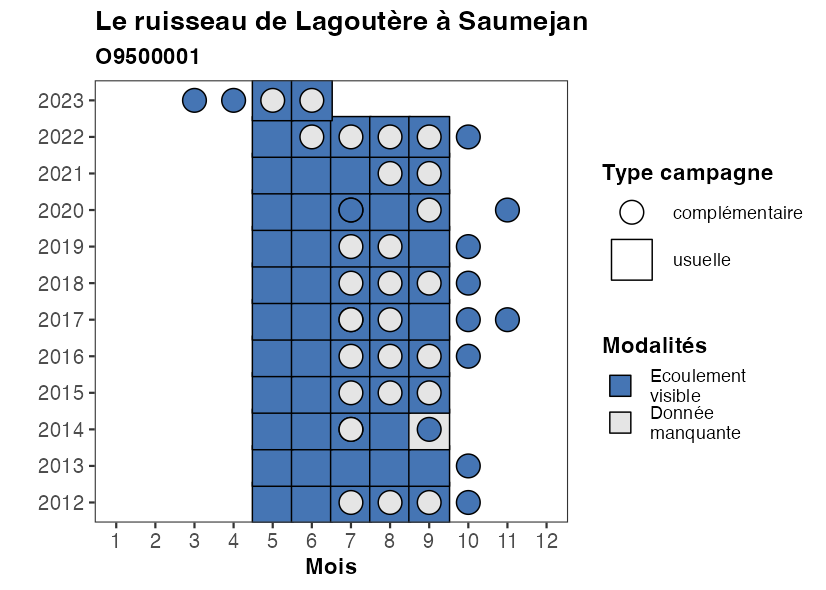 Le ruisseau de Lagoutère à Saumejan
O9500001
2023
2022
2021
2020
2019
2018
2017
2016
2015
2014
2013
2012
1 2 3 4 5 6 7 8 9 10 11 12
Mois
Type campagne
complémentaire
usuelle
Modalités
Ecoulement
visible
Donnée
manquante